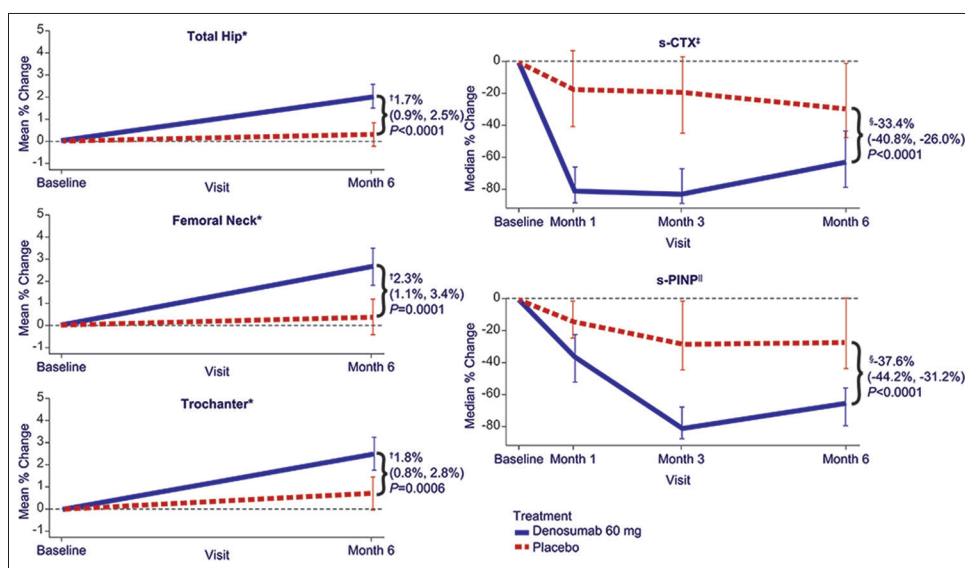 Total Hip*
Mean % Change
5
4
3
2
1
0
-1
†1.7%
(0.9%, 2.5%)
P<0.0001
Baseline
Visit
Month 6
Femoral Neck*
Mean % Change
5
4
3
2
1
0
-1
†2.3%
(1.1%, 3.4%)
P=0.0001
Baseline
Visit
Month 6
Trochanter*
Mean % Change
5
4
3
2
1
0
-1
†1.8%
(0.8%, 2.8%)
P=0.0006
Baseline
Visit
Month 6
s-CTX‡
Median % Change
0
-20
-40
-60
-80
§-33.4%
(-40.8%, -26.0%)
P<0.0001
Baseline
Month 1
Month 3
Month 6
Visit
s-PINP||
Median % Change
0
-20
-40
-60
-80
§-37.6%
(-44.2%, -31.2%)
P<0.0001
Baseline
Month 1
Month 3
Month 6
Visit
Treatment
Denosumab 60 mg
Placebo